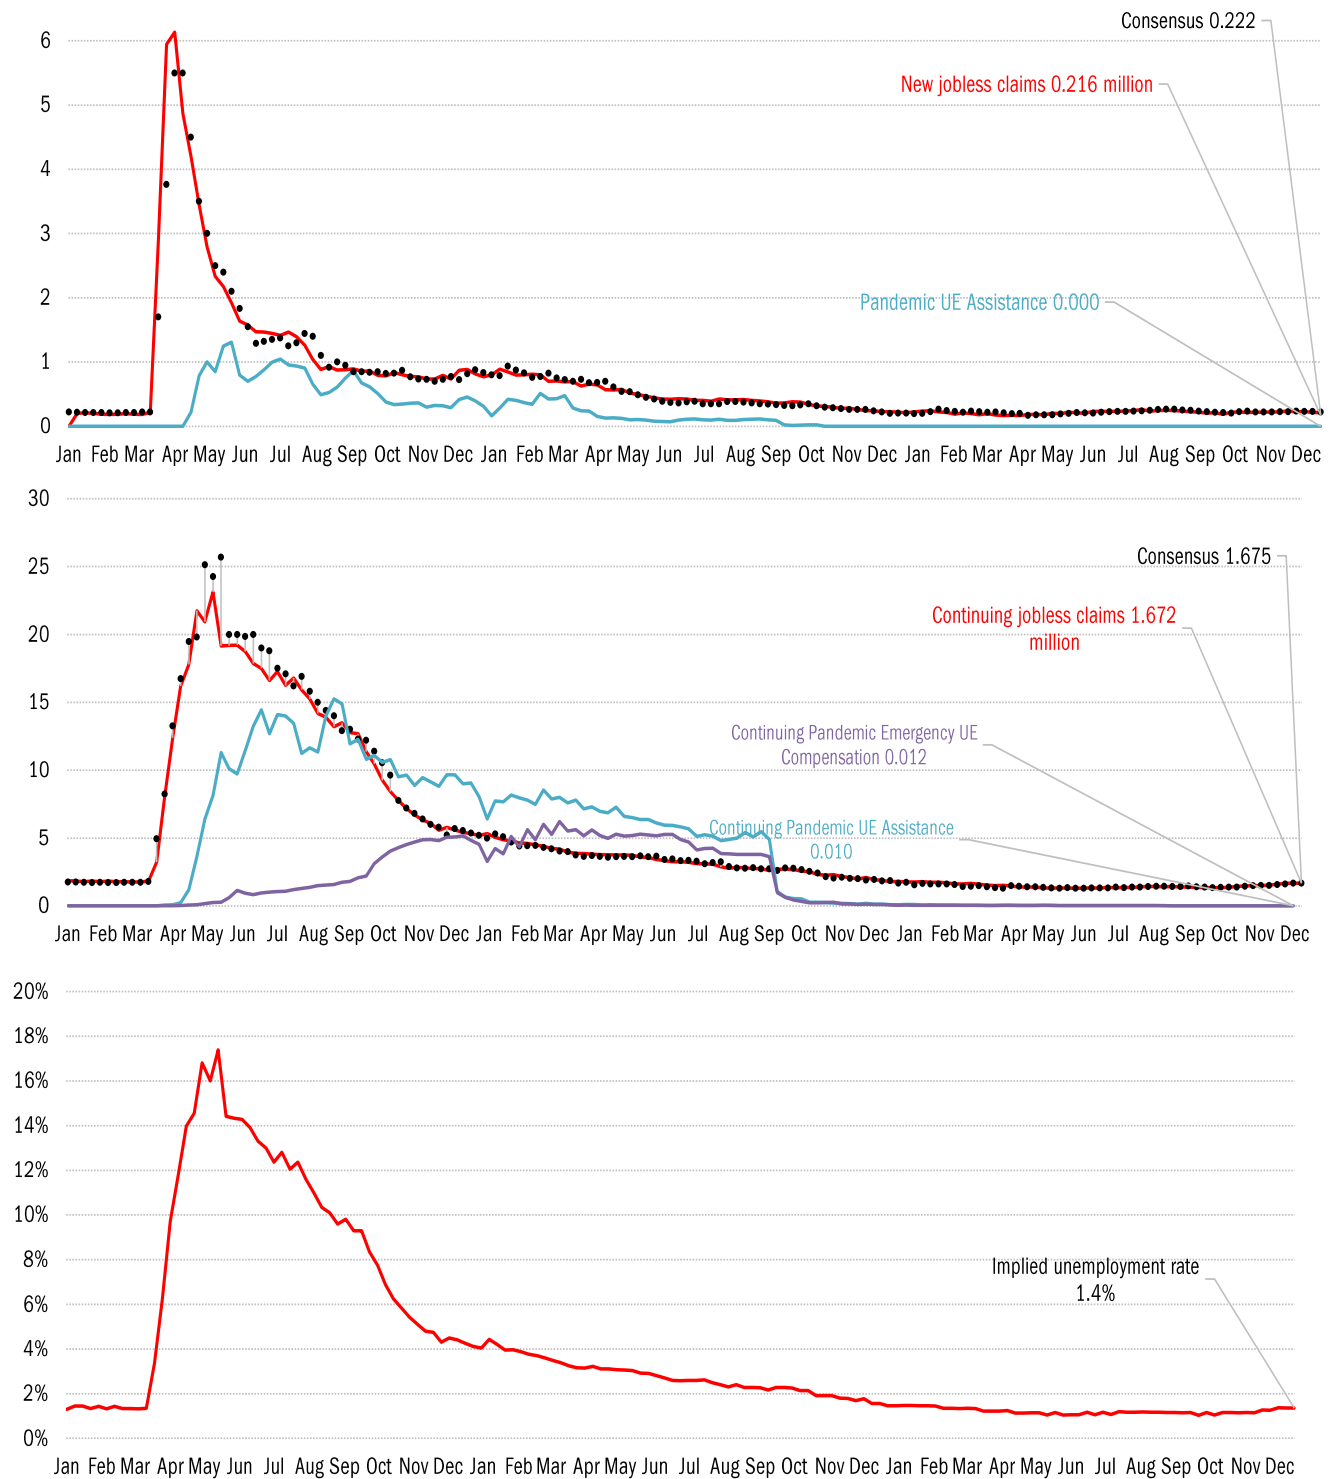 Consensus 0.222
6
New jobless claims 0.216 million
5
4
3
Pandemic UE Assistance 0.000
2
1
0
Jan Feb Mar Apr May Jun Jul Aug Sep Oct Nov Dec Jan Feb Mar Apr May Jun Jul Aug Sep Oct Nov Dec Jan Feb Mar Apr May Jun Jul Aug Sep Oct Nov Dec
30
Consensus 1.675
25
Continuing jobless claims 1.672
million
20
15
Continuing Pandemic Emergency UE
Compensation 0.012
10
Continuing Pandemic UE Assistance
0.010
5
0
Jan Feb Mar Apr May Jun Jul Aug Sep Oct Nov Dec Jan Feb Mar Apr May Jun Jul Aug Sep Oct Nov Dec Jan Feb Mar Apr May Jun Jul Aug Sep Oct Nov Dec
20%
18%
16%
14%
12%
10%
8%
Implied unemployment rate
1.4%
6%
4%
2%
0%
Jan Feb Mar Apr May Jun Jul Aug Sep Oct Nov Dec Jan Feb Mar Apr May Jun Jul Aug Sep Oct Nov Dec Jan Feb Mar Apr May Jun Jul Aug Sep Oct Nov Dec